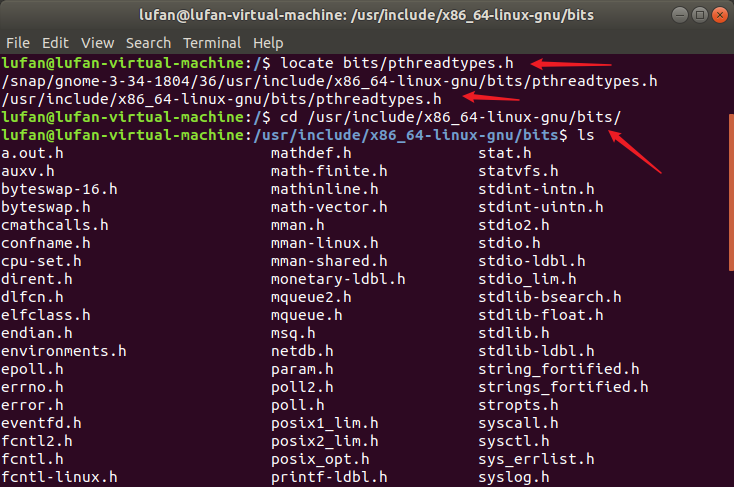 lufan@lufan-virtual-machine: /usr/include/x86_64-linux-gnu/bits
File Edit View Search Terminal Help
lufan@lufan-virtual-machine:/$ locate bits/pthreadtypes.h
/snap/gnome-3-34-1804/36/usr/include/x86_64-linux-gnu/bits/pthreadtypes.h
/usr/include/x86_64-linux-gnu/bits/pthreadtypes.h
lufan@lufan-virtual-machine:/$ cd /usr/include/x86_64-linux-gnu/bits/
lufan@lufan-virtual-machine:/usr/include/x86_64-linux-gnu/bits$ ls
a.out.h mathdef.h stat.h
auxv.h math-finite.h statvfs.h
byteswap-16.h mathinline.h stdint-intn.h
byteswap.h math-vector.h stdint-uintn.h
cmathcalls.h mman.h stdio2.h
confname.h mman-linux.h stdio.h
cpu-set.h mman-shared.h stdio-ldbl.h
dirent.h monetary-ldbl.h stdio_lim.h
dlfcn.h mqueue2.h stdlib-bsearch.h
elfclass.h mqueue.h stdlib-float.h
endian.h msq.h stdlib.h
environments.h netdb.h stdlib-ldbl.h
epoll.h param.h string_fortified.h
errno.h poll2.h strings_fortified.h
error.h poll.h stropts.h
eventfd.h posix1_lim.h syscall.h
fcntl2.h posix2_lim.h sysctl.h
fcntl.h posix_opt.h sys_errlist.h
fcntl-linux.h printf-ldbl.h syslog.h